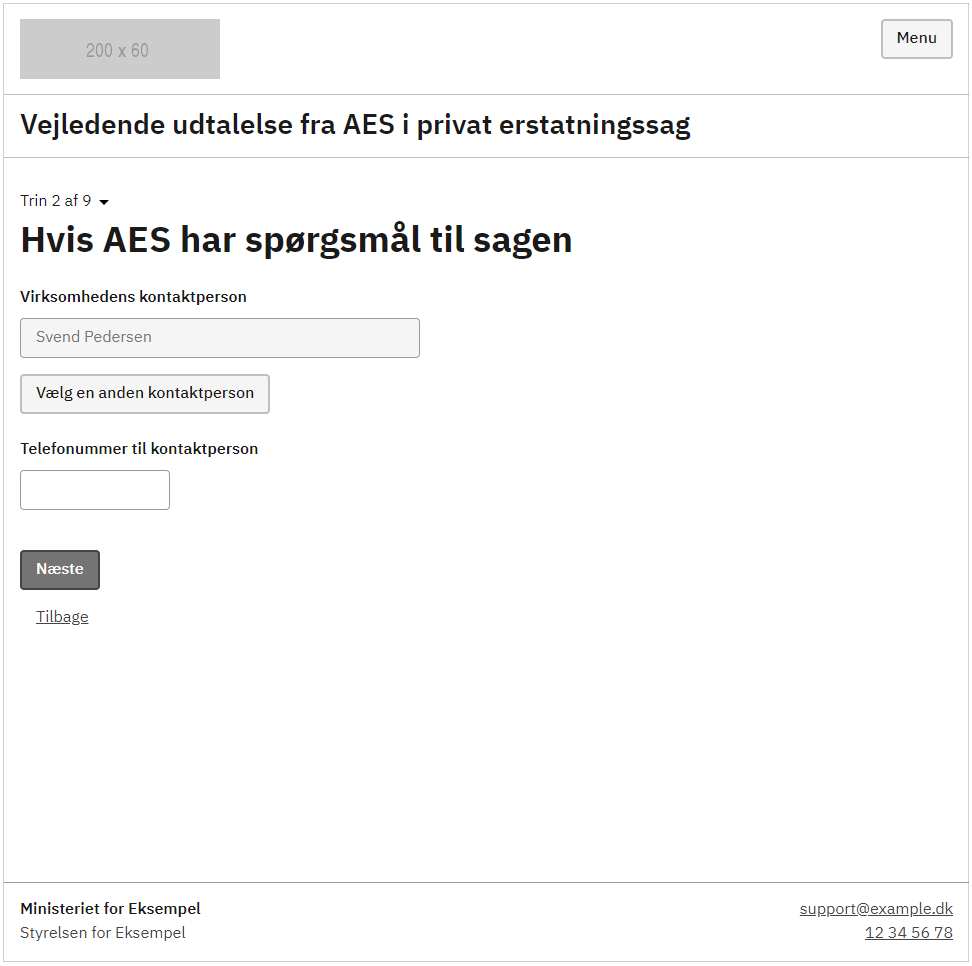 200 x 60
Menu
Vejledende udtalelse fra AES i privat erstatningssag
Trin 2 af 9
Hvis AES har spørgsmål til sagen
Virksomhedens kontaktperson
Svend Pedersen
Vælg en anden kontaktperson
Telefonummer til kontaktperson
Næste
Tilbage
Ministeriet for Eksempel
Styrelsen for Eksempel
support@example.dk
12 34 56 78